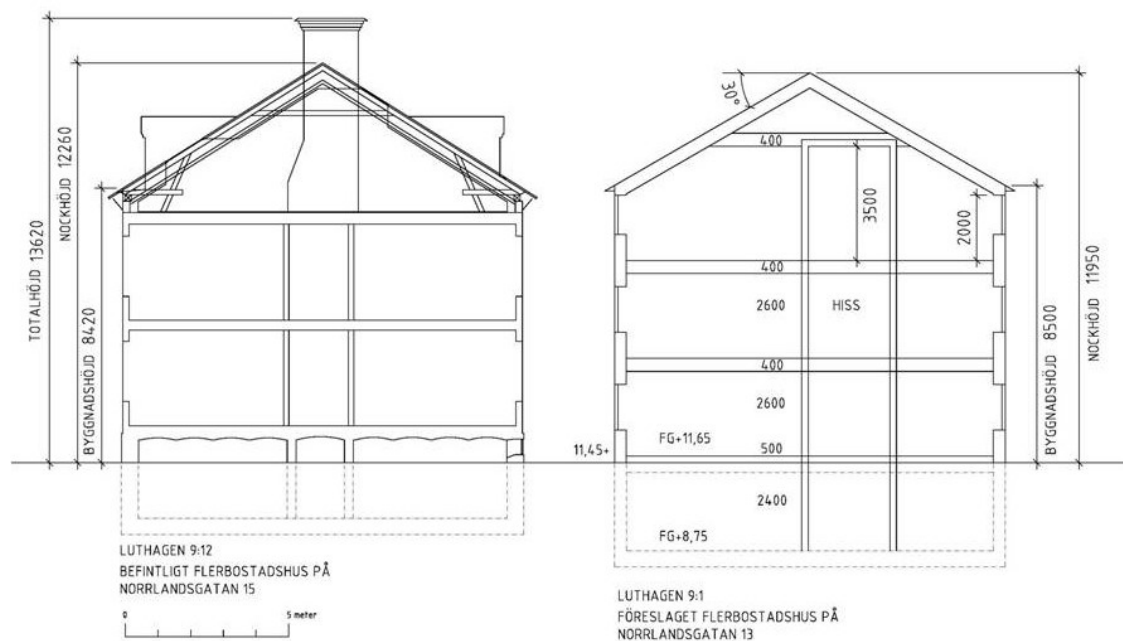 TOTALHÖJD 13620
NOCKHÖJD 12260
BYGGNADSHÖJD 8420
LUTHAGEN 9:12
BEFINTLIGT FLERBOSTADSHUS PÅ
NORRLANDSGATAN 15
0 5 meter
30°
400
3500
2000
400
2600
HISS
400
2600
FG+11,65
11,45+
500
2400
FG+8,75
BYGGNADSHÖJD 8500
NOCKHÖJD 11950
LUTHAGEN 9:1
FÖRESLAGET FLERBOSTADSHUS PÅ
NORRLANDSGATAN 13